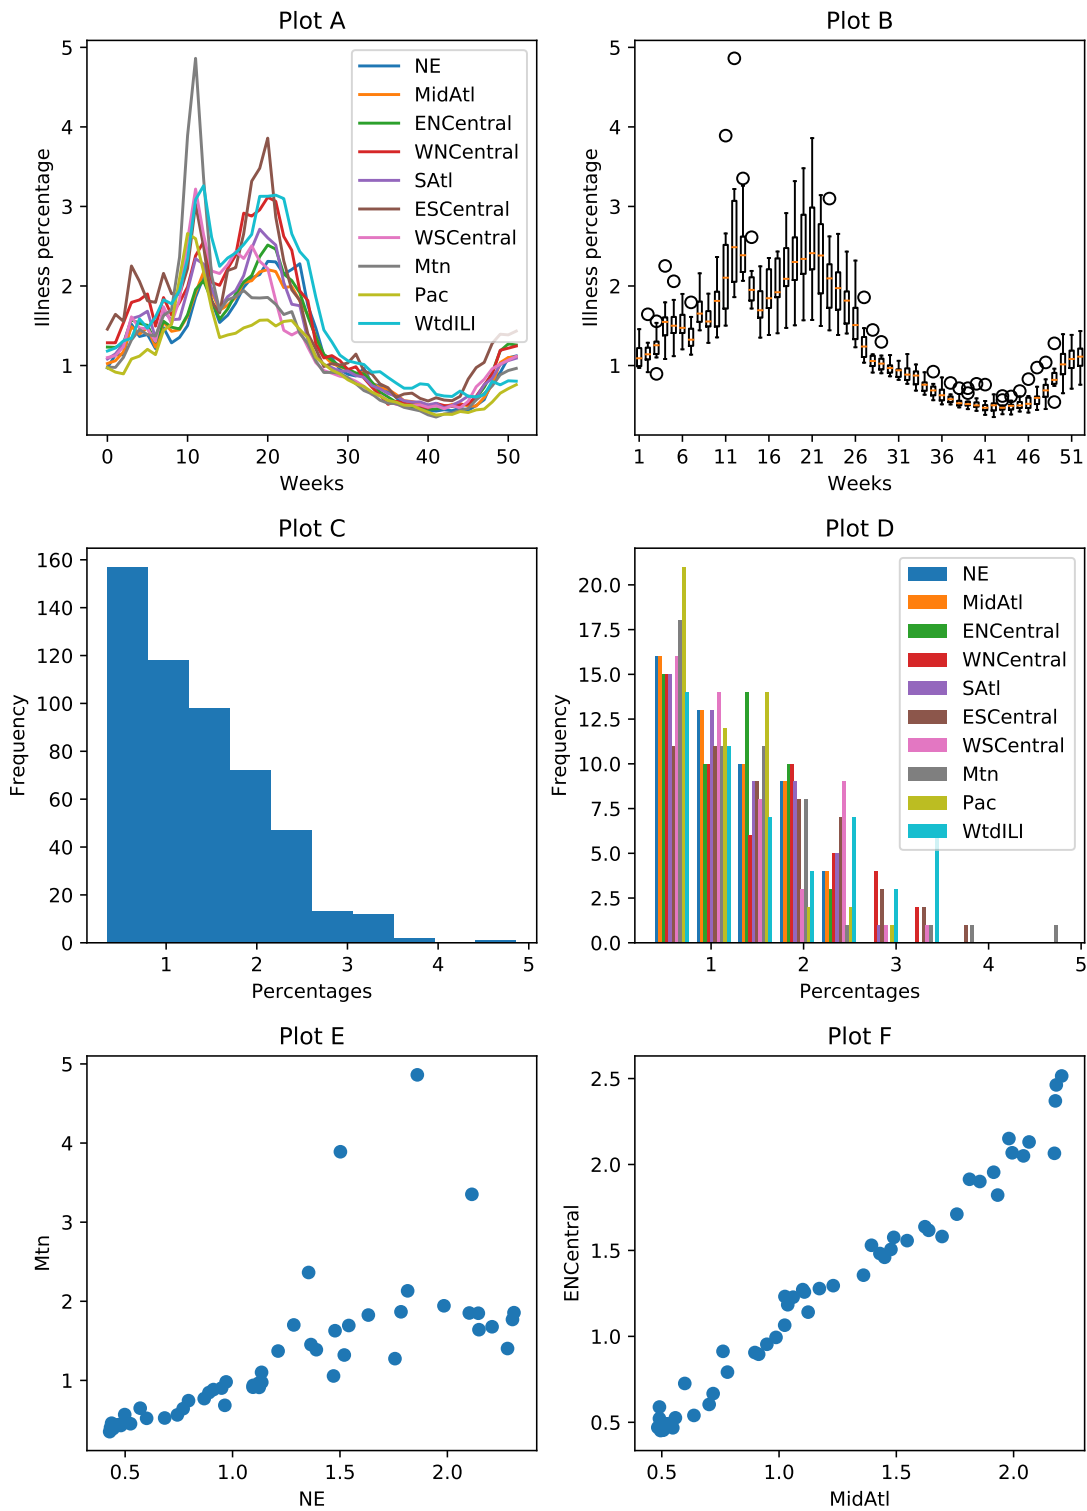 Plot A
Illness percentage
5
4
3
2
1
NE
MidAtl
ENCentral
WNCentral
SAtl
ESCentral
WSCentral
Mtn
Pac
WtdILI
0 10 20 30 40 50
Weeks
Plot B
Illness percentage
5
4
3
2
1
1 6 11 16 21 26 31 36 41 46 51
Weeks
Plot C
Frequency
160
140
120
100
80
60
40
20
0
1 2 3 4 5
Percentages
Plot D
Frequency
20.0
17.5
15.0
12.5
10.0
7.5
5.0
2.5
0.0
NE
MidAtl
ENCentral
WNCentral
SAtl
ESCentral
WSCentral
Mtn
Pac
WtdILI
1 2 3 4 5
Percentages
Plot E
Mtn
5
4
3
2
1
0.5 1.0 1.5 2.0
NE
Plot F
ENCentral
2.5
2.0
1.5
1.0
0.5
0.5 1.0 1.5 2.0
MidAtl